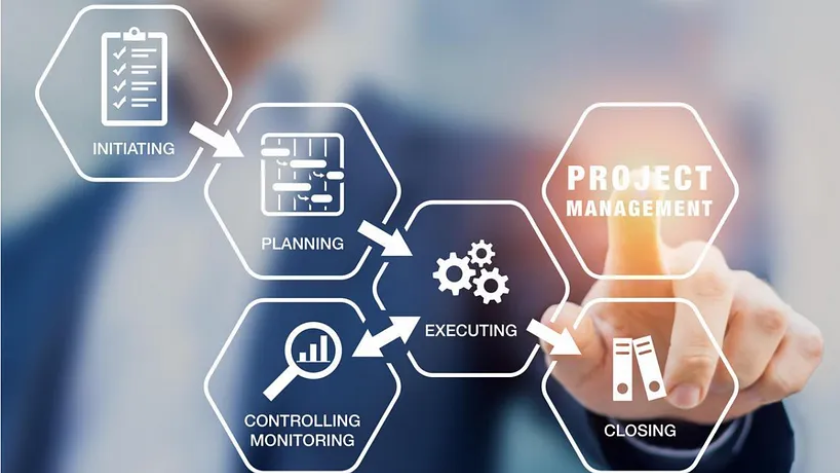 INITIATING
PLANNING
PROJECT
MANAGEMENT
EXECUTING
CONTROLLING
MONITORING
CLOSING